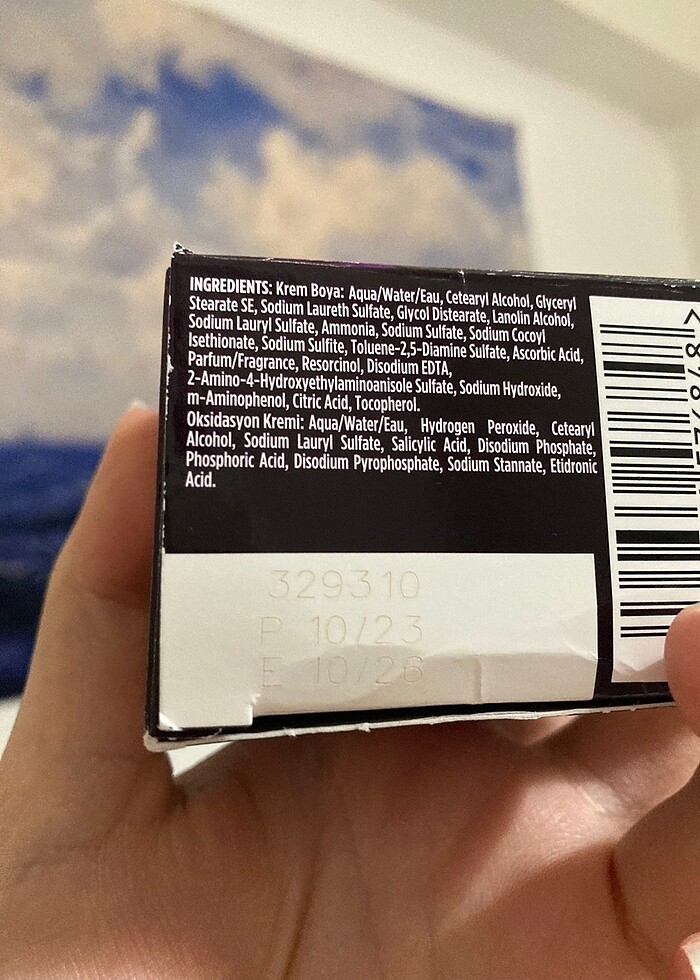 INGREDIENTS: Krem Boya: Aqua/Water/Eau, Cetearyl Alcohol, Glyceryl
Stearate SE, Sodium Laureth Sulfate, Glycol Distearate, Lanolin Alcohol,
Sodium Lauryl Sulfate, Ammonia, Sodium Sulfate, Sodium Cocoyl
Isethionate, Sodium Sulfite, Toluene-2,5-Diamine Sulfate, Ascorbic Acid,
Parfum/Fragrance, Resorcinol, Disodium EDTA,
2-Amino-4-Hydroxyethylaminoanisole Sulfate, Sodium Hydroxide,
m-Aminophenol, Citric Acid, Tocopherol.
Oksidasyon Kremi: Aqua/Water/Eau, Hydrogen Peroxide, Cetearyl
Alcohol, Sodium Lauryl Sulfate, Salicylic Acid, Disodium Phosphate,
Phosphoric Acid, Disodium Pyrophosphate, Sodium Stannate, Etidronic
Acid.
329310
P 10/23
E 10/26